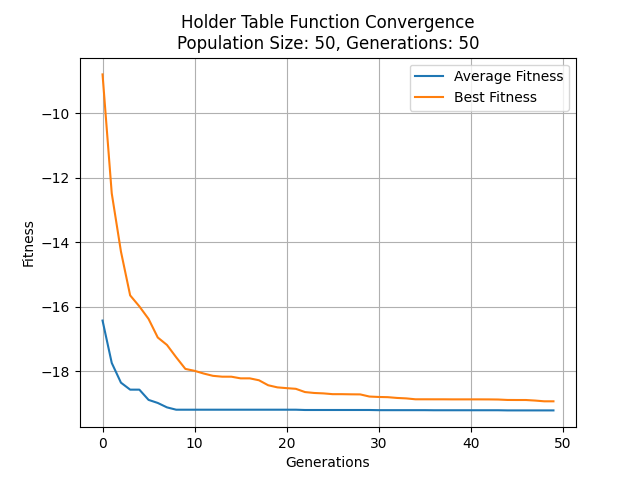 Holder Table Function Convergence
Population Size: 50, Generations: 50
Average Fitness
Best Fitness
Fitness
−10
−12
−14
−16
−18
0
10
20
30
40
50
Generations